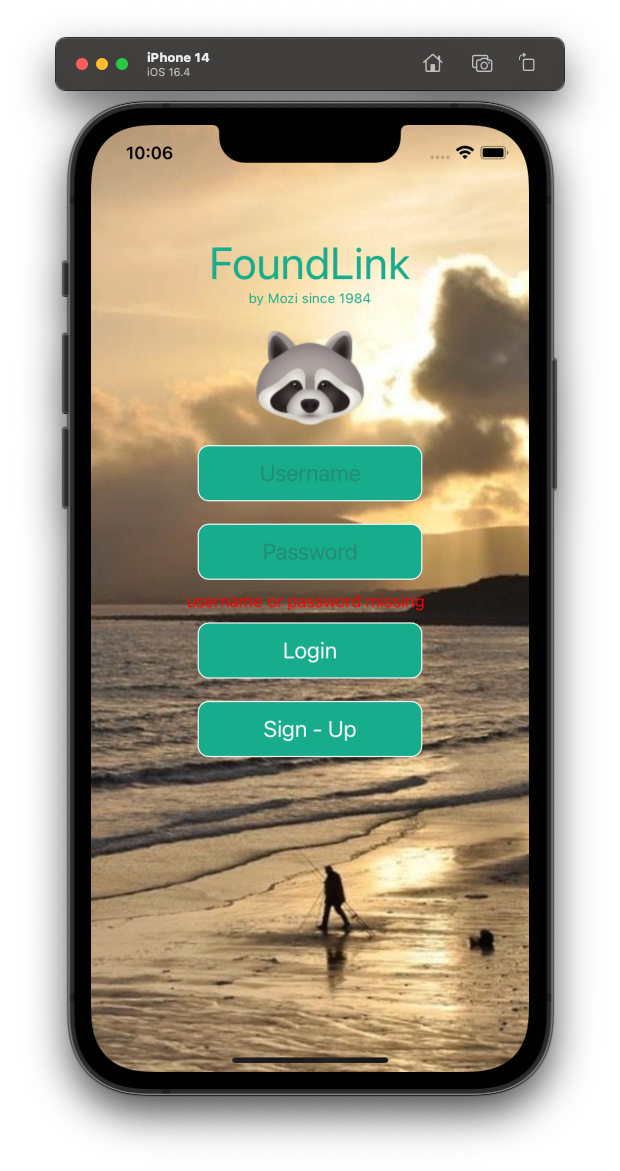 iPhone 14
iOS 16.4
10:06
FoundLink
by Mozi since 1984
Username
Password
username or password missing
Login
Sign - Up